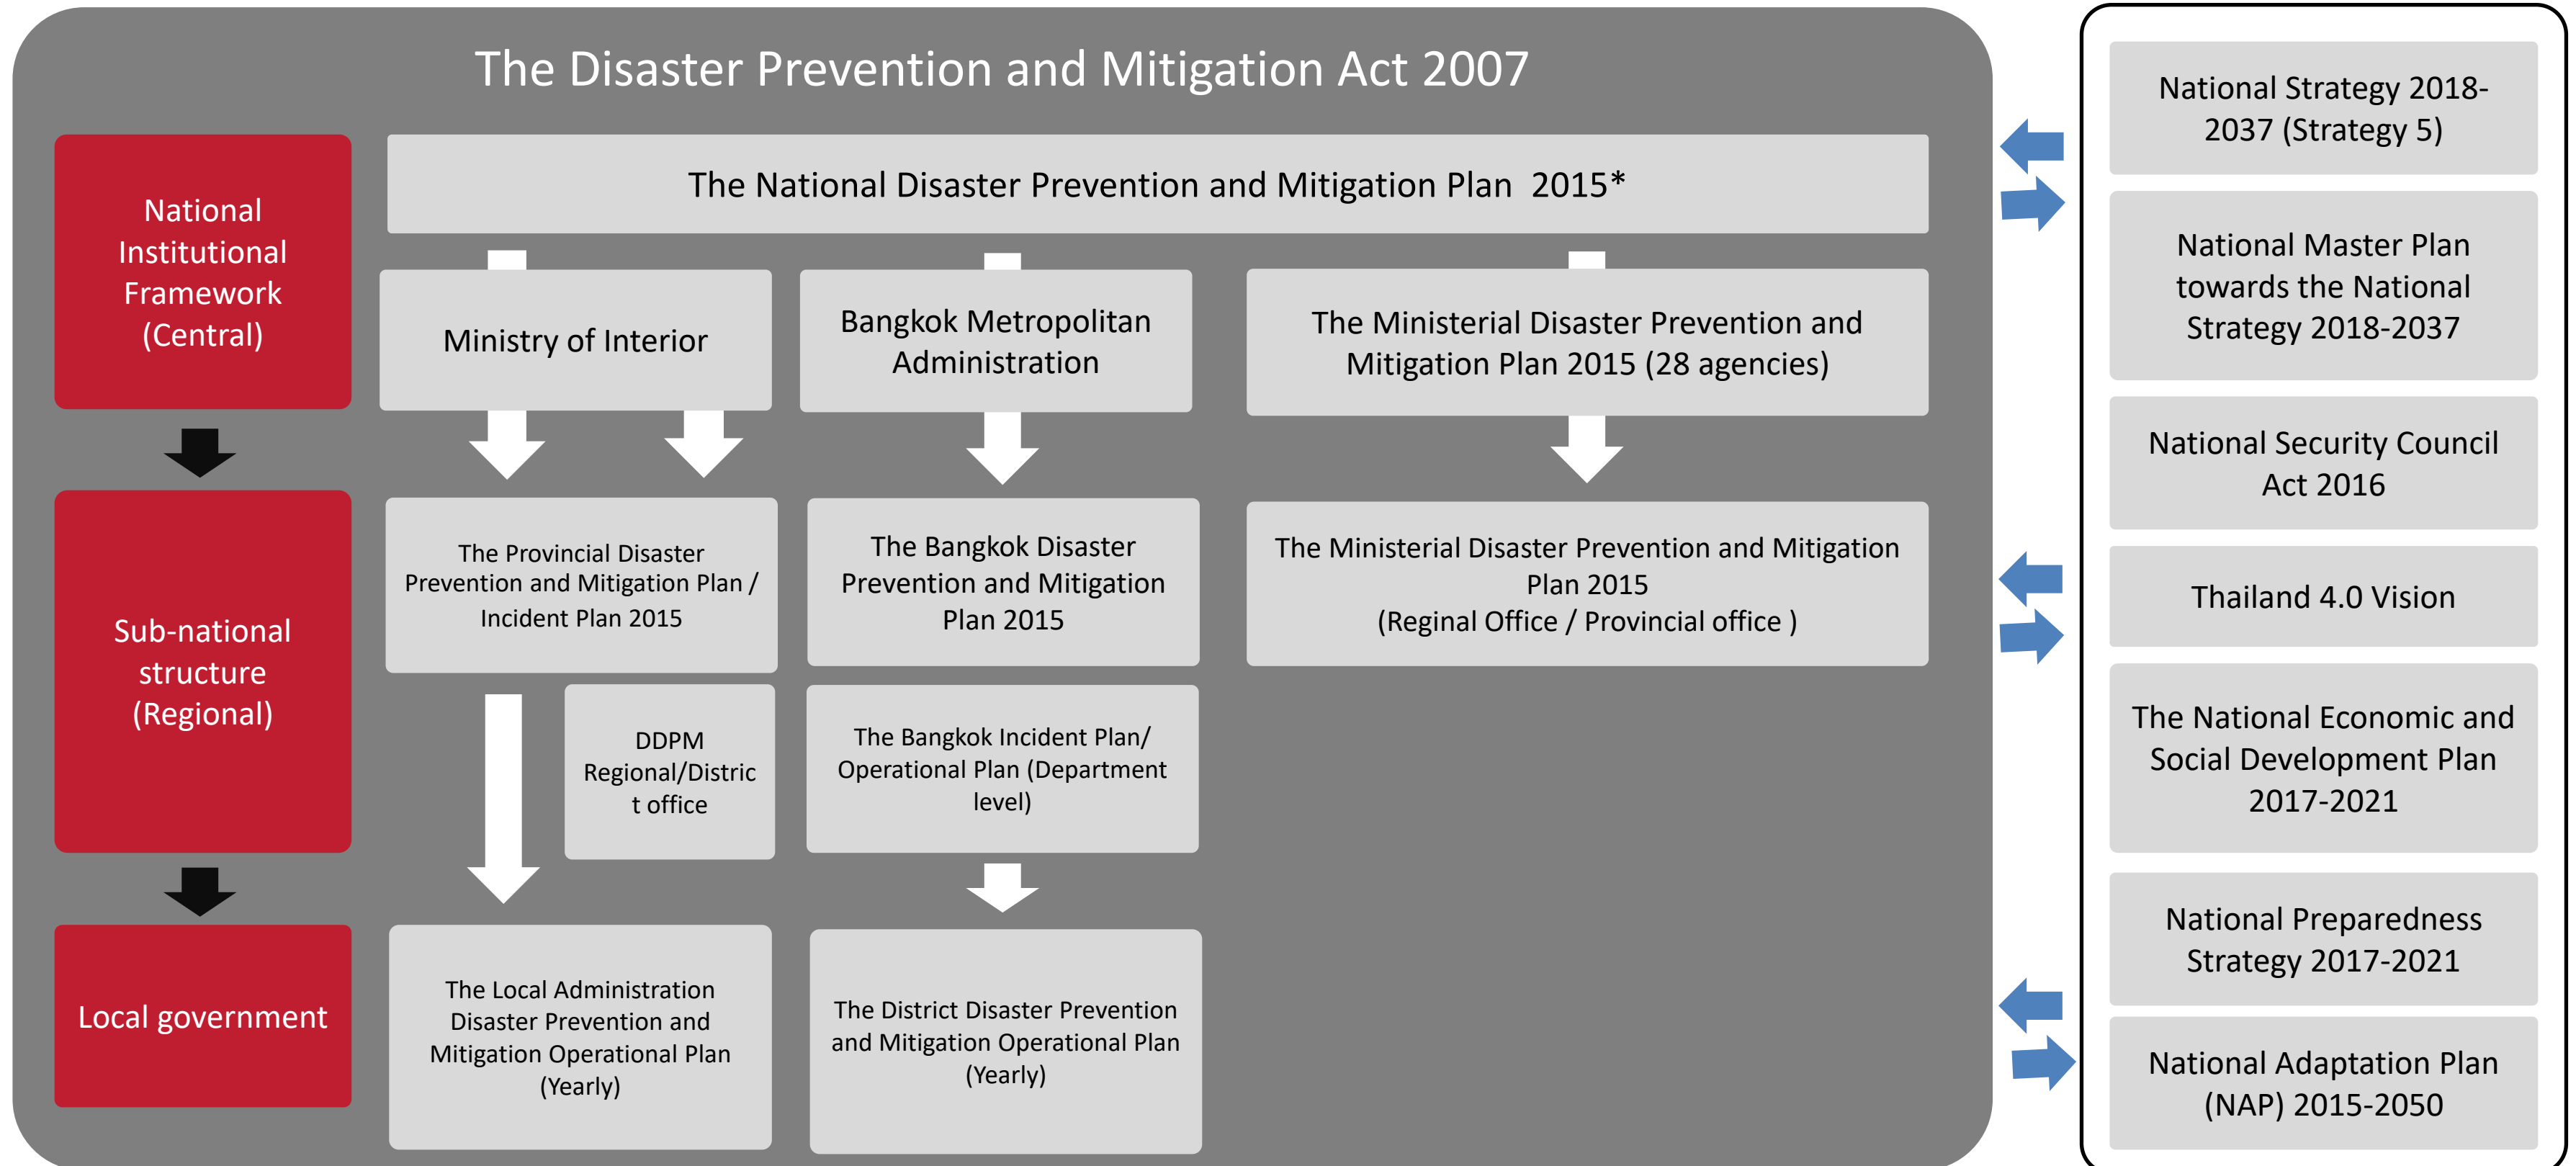 The Disaster Prevention and Mitigation Act 2007
National
Institutional
Framework
(Central)
The National Disaster Prevention and Mitigation Plan 2015*
Ministry of Interior
Bangkok Metropolitan
Administration
The Ministerial Disaster Prevention and
Mitigation Plan 2015 (28 agencies)
Sub-national
structure
(Regional)
The Provincial Disaster
Prevention and Mitigation Plan /
Incident Plan 2015
The Bangkok Disaster
Prevention and Mitigation
Plan 2015
The Ministerial Disaster Prevention and Mitigation
Plan 2015
(Reginal Office / Provincial office )
DDPM
Regional/Distric
t office
The Bangkok Incident Plan/
Operational Plan (Department
level)
Local government
The Local Administration
Disaster Prevention and
Mitigation Operational Plan
(Yearly)
The District Disaster Prevention
and Mitigation Operational Plan
(Yearly)
National Strategy 2018-
2037 (Strategy 5)
National Master Plan
towards the National
Strategy 2018-2037
National Security Council
Act 2016
Thailand 4.0 Vision
The National Economic and
Social Development Plan
2017-2021
National Preparedness
Strategy 2017-2021
National Adaptation Plan
(NAP) 2015-2050